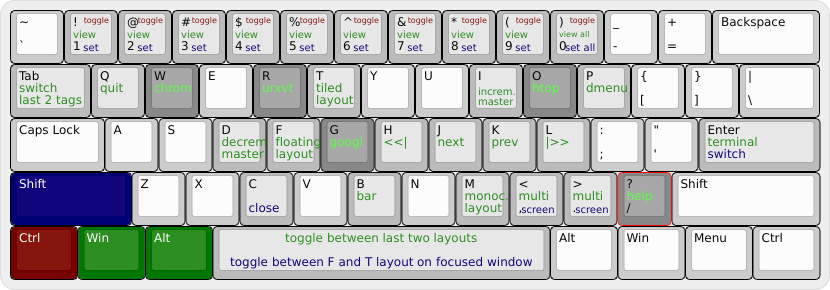 ~ ! toggle @ toggle # toggle $ toggle % toggle ^ toggle & toggle * toggle ( toggle ) toggle _ + Backspace
view view view view view view view view view view all
` 1 set 2 set 3 set 4 set 5 set 6 set 7 set 8 set 9 set 0 set all - =
Tab Q W E R T Y U I O P { } |
switch quit chrom urxvt tiled increm. htop dmenu
last 2 tags layout master [ ] \
Caps Lock A S D F G H J K L : " Enter
decrem floating googl <<| next prev |>> terminal
master layout ; ' switch
Shift Z X C V B N M < > ? Shift
bar monoc. multi multi help
close layout , screen . screen /
Ctrl Win Alt toggle between last two layouts Alt Win Menu Ctrl
toggle between F and T layout on focused window